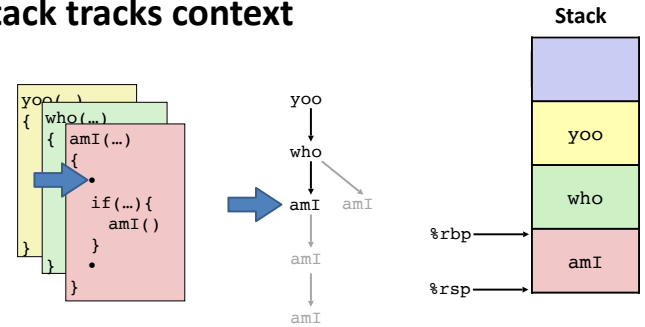 tack tracks context
Stack
yoo(…)
{
who(…)
{
amI(…)
{
•
if(…){
amI()
}
•
}
}
}
yoo
who
amI
amI
amI
amI
yoo
who
amI
%rbp
%rsp